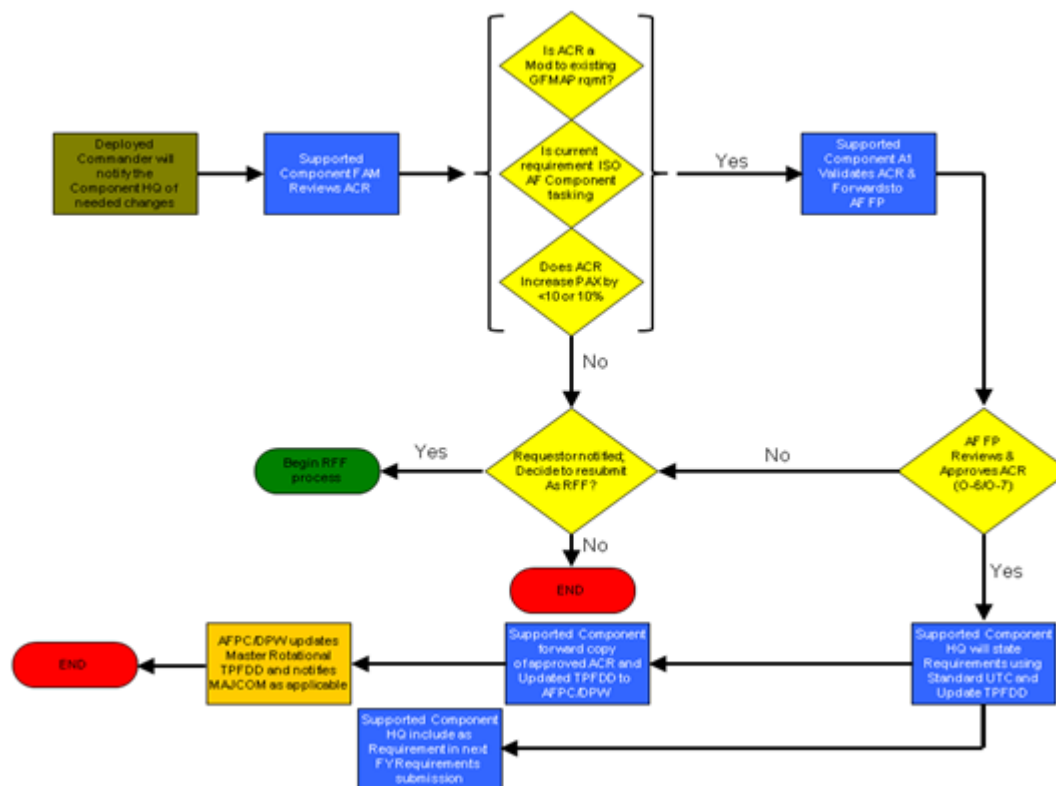 Is ACR a
Mod to existing
GFMAP rqmt?
Deployed
Commander will
notify the
Component HQ of
needed changes
Supported
Component FAM
Reviews ACR
Is current
requirement ISO
AF Component
tasking
Yes
Supported
Component A1
Validates ACR &
Forwards to
AF FP
Does ACR
Increase PAX by
<10 or 10%
No
Begin RFF
process
Yes
Requestor notified;
Decide to resubmit
As RFF?
No
AF FP
Reviews &
Approves ACR
(O-6/O-7)
No
END
Yes
END
AFPC/DPW updates
Master Rotational
TPFDD and notifies
MAJCOM as applicable
Supported Component
forward copy
of approved ACR and
Updated TPFDD to
AFPC/DPW
Supported Component
HQ will state
Requirements using
Standard UTC and
Update TPFDD
Supported Component
HQ include as
Requirement in next
FY Requirements
submission